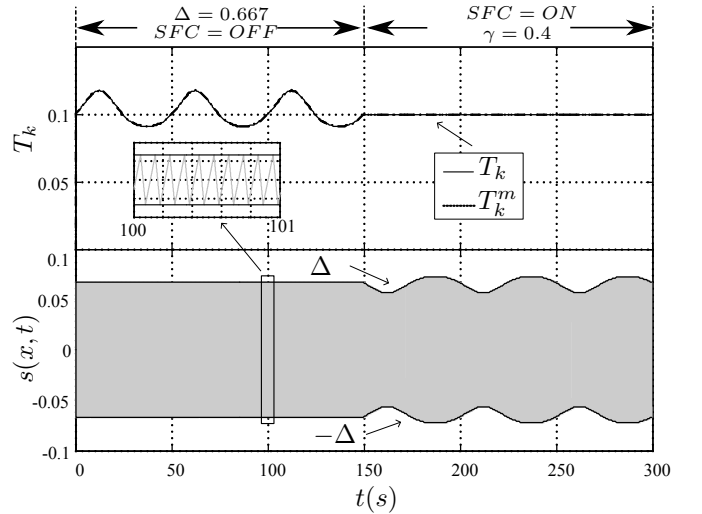 Δ = 0.667
SFC = OFF
SFC = ON
γ = 0.4
T_k
0.1
0.05
100
101
T_k
T_k^m
s(x, t)
0.1
0.05
0
-0.05
-0.1
Δ
−Δ
0
50
100
150
200
250
300
t(s)